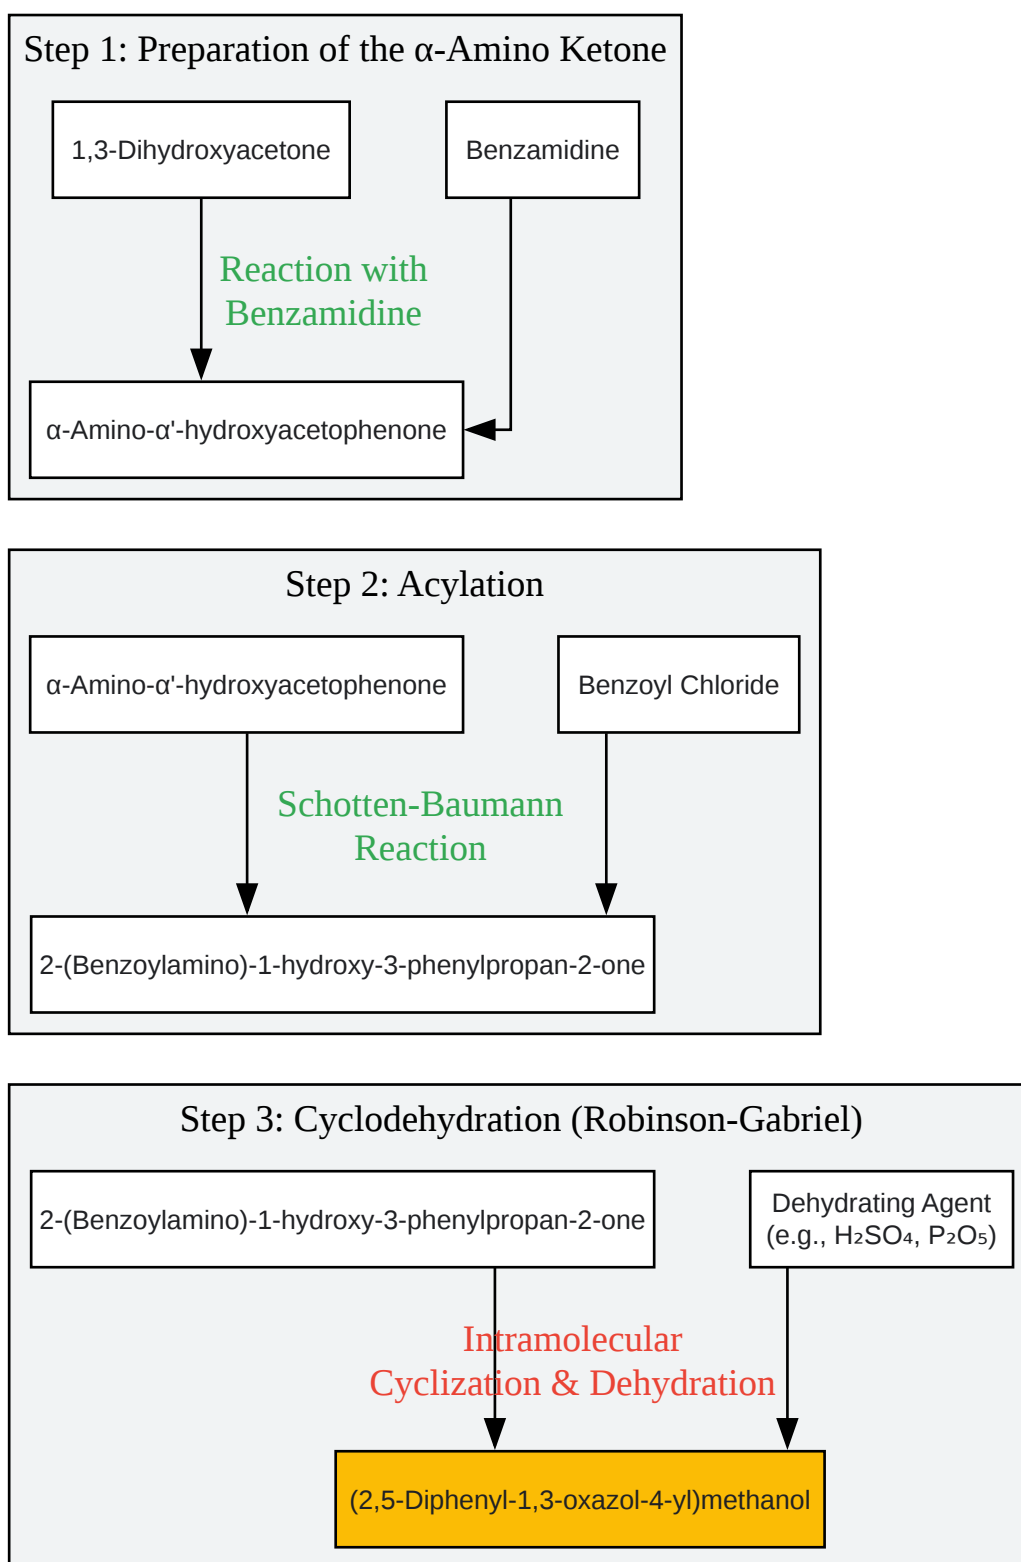 Step 1: Preparation of the α-Amino Ketone
1,3-Dihydroxyacetone
Benzamidine
Reaction with
Benzamidine
α-Amino-α'-hydroxyacetophenone
Step 2: Acylation
α-Amino-α'-hydroxyacetophenone
Benzoyl Chloride
Schotten-Baumann
Reaction
2-(Benzoylamino)-1-hydroxy-3-phenylpropan-2-one
Step 3: Cyclodehydration (Robinson-Gabriel)
2-(Benzoylamino)-1-hydroxy-3-phenylpropan-2-one
Dehydrating Agent
(e.g., H₂SO₄, P₂O₅)
Intramolecular
Cyclization & Dehydration
(2,5-Diphenyl-1,3-oxazol-4-yl)methanol